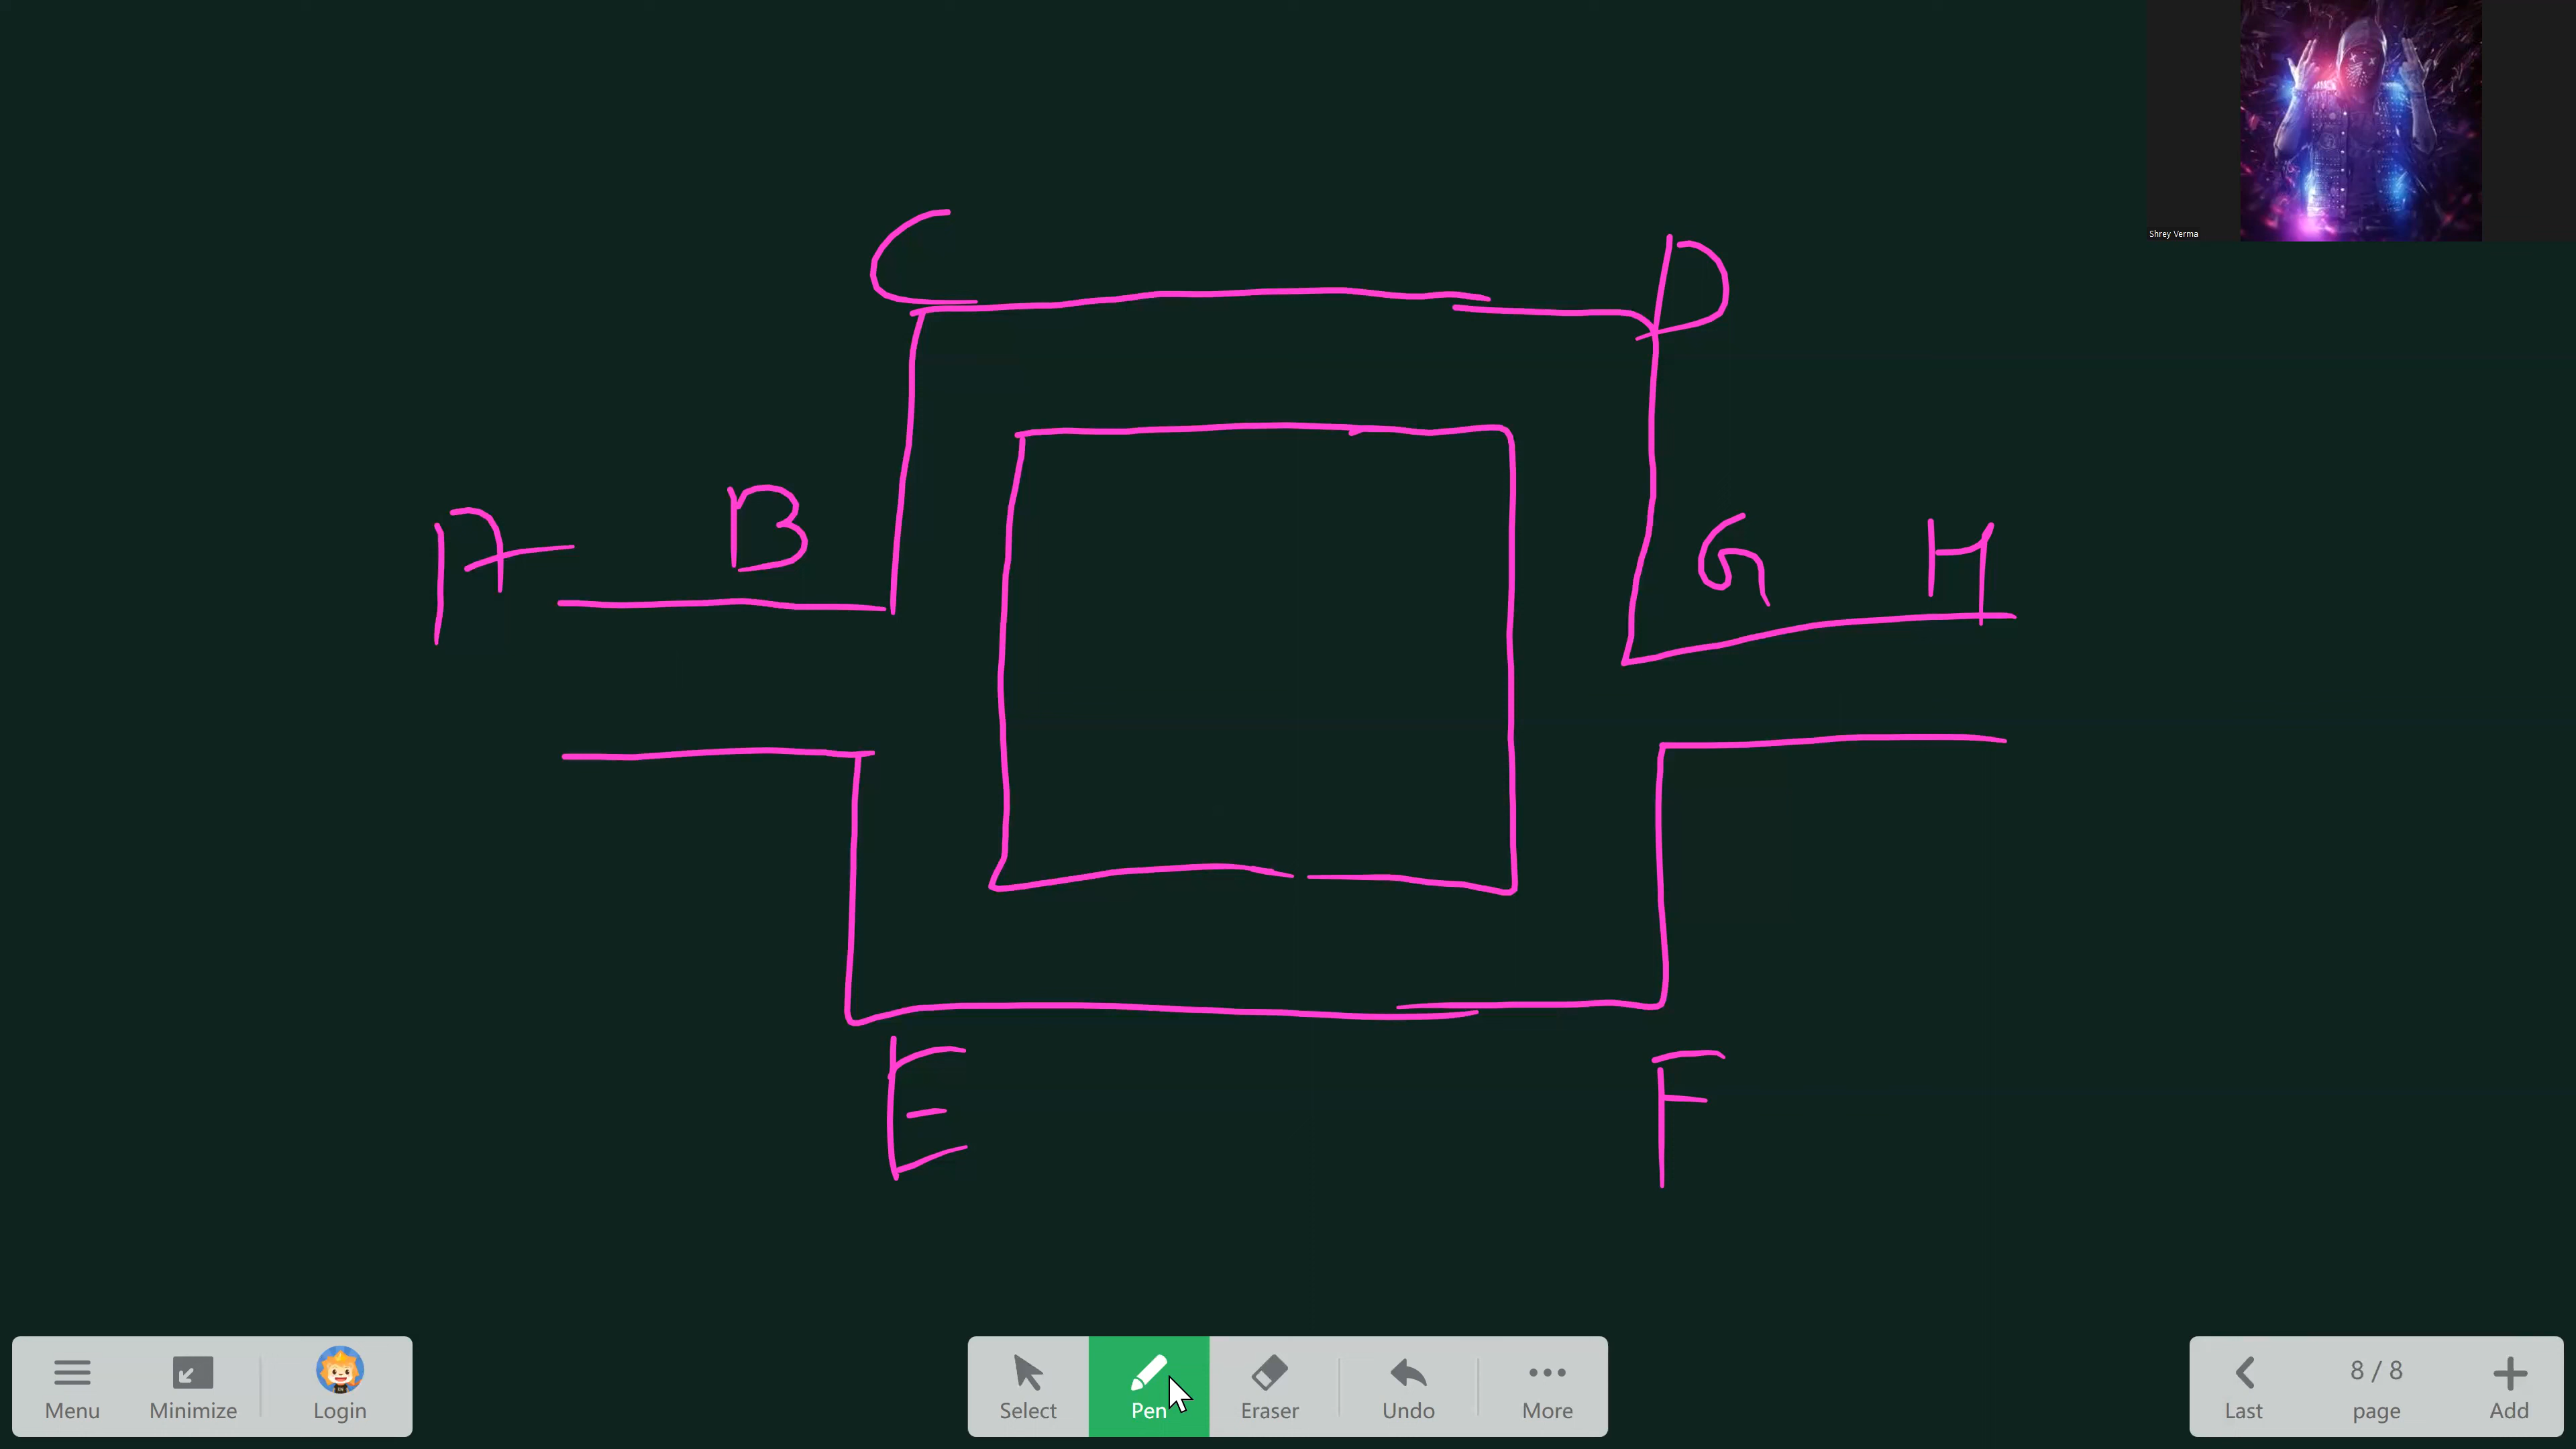 Shrey Verma
C D
A B G H
E F
Menu Minimize Login Select Pen Eraser Undo More Last 8 / 8 page Add